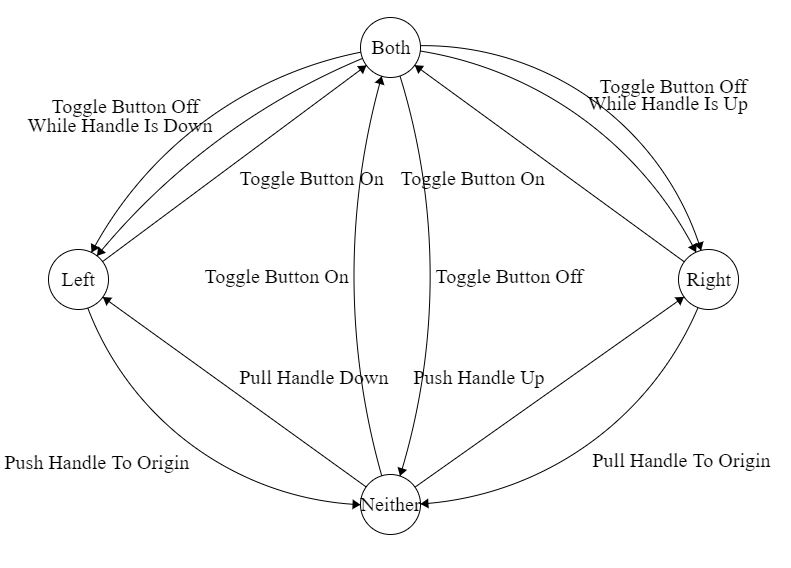 Both
Toggle Button Off
While Handle Is Down
Toggle Button Off
While Handle Is Up
Toggle Button On
Toggle Button On
Left
Toggle Button On
Toggle Button Off
Right
Pull Handle Down
Push Handle Up
Push Handle To Origin
Pull Handle To Origin
Neither